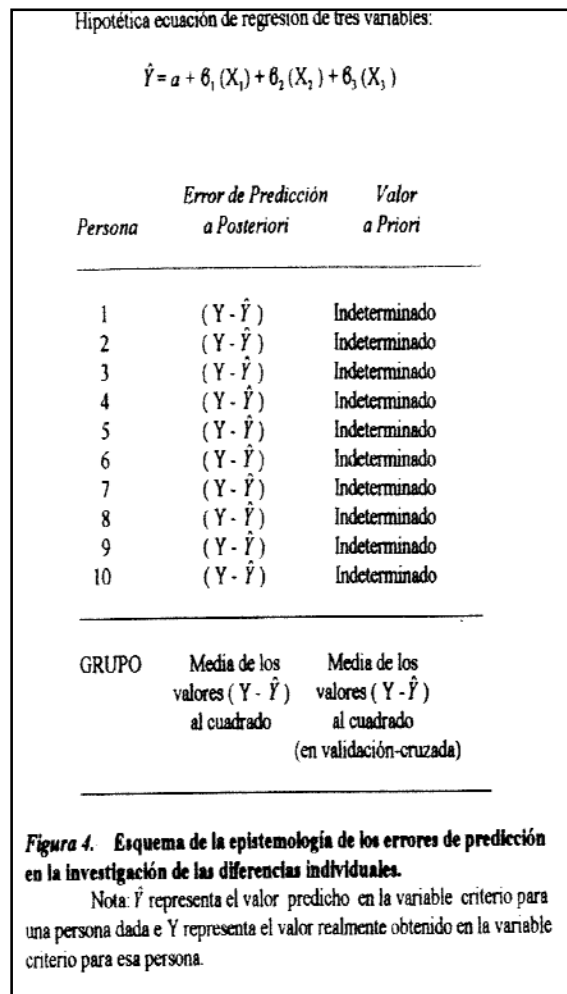 Hipotética ecuación de regresión de tres variables:
Ŷ = a + б₁ (X₁) + б₂ (X₂) + б₃ (X₃)
Error de Predicción Valor
Persona a Posteriori a Priori
1 ( Y - Ŷ ) Indeterminado
2 ( Y - Ŷ ) Indeterminado
3 ( Y - Ŷ ) Indeterminado
4 ( Y - Ŷ ) Indeterminado
5 ( Y - Ŷ ) Indeterminado
6 ( Y - Ŷ ) Indeterminado
7 ( Y - Ŷ ) Indeterminado
8 ( Y - Ŷ ) Indeterminado
9 ( Y - Ŷ ) Indeterminado
10 ( Y - Ŷ ) Indeterminado
GRUPO Media de los Media de los
valores ( Y - Ŷ ) valores ( Y - Ŷ )
al cuadrado al cuadrado
(en validación-cruzada)
Figura 4. Esquema de la epistemología de los errores de predicción
en la investigación de las diferencias individuales.
Nota: Ŷ representa el valor predicho en la variable criterio para
una persona dada e Y representa el valor realmente obtenido en la variable
criterio para esa persona.